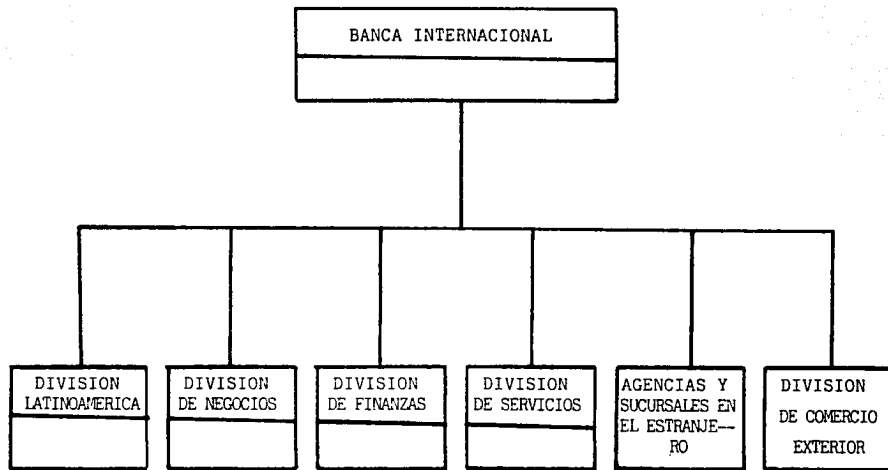 BANCA INTERNACIONAL
DIVISION
LATINOAMERICA
DIVISION
DE NEGOCIOS
DIVISION
DE FINANZAS
DIVISION
DE SERVICIOS
AGENCIAS Y
SUCURSALES EN
EL ESTRANJE--
RO
DIVISION
DE COMERCIO
EXTERIOR